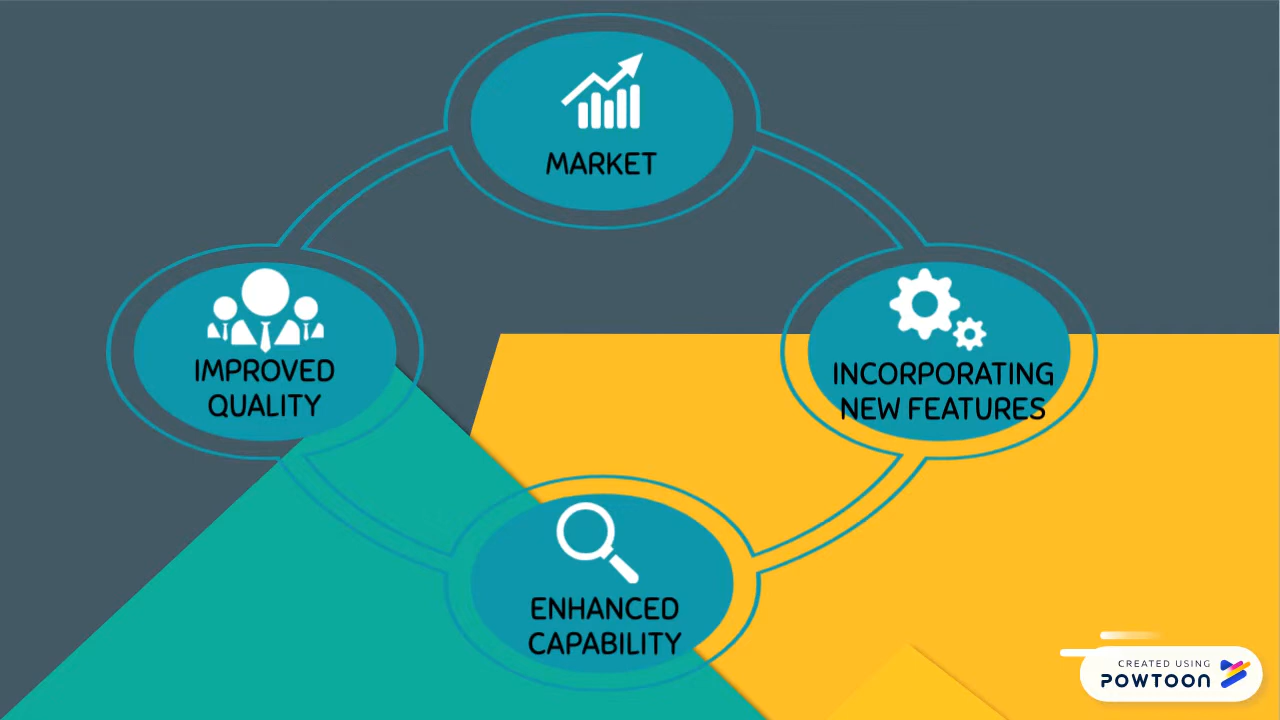 MARKET
IMPROVED
QUALITY
INCORPORATING
NEW FEATURES
ENHANCED
CAPABILITY
CREATED USING
POWTOON